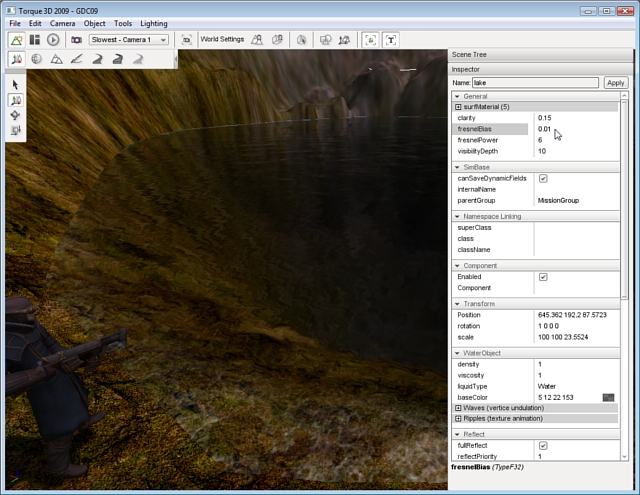 Torque 3D 2009 - GDC09
File Edit Camera Object Tools Lighting
Slowest - Camera 1 World Settings T
Scene Tree
Inspector
Name: lake Apply
General
surfMaterial (5)
clarity 0.15
fresnelBias 0.01
fresnelPower 6
visibilityDepth 10
SimBase
canSaveDynamicFields
internalName
parentGroup MissionGroup
Namespace Linking
superClass
class
className
Component
Enabled
Component
Transform
Position 645.362 192.2 87.5723
rotation 1 0 0 0
scale 100 100 23.5524
WaterObject
density 1
viscosity 1
liquidType Water
baseColor 5 12 22 153
Waves (vertice undulation)
Ripples (texture animation)
Reflect
fullReflect
reflectPriority 1
fresnelBias (TypeF32)